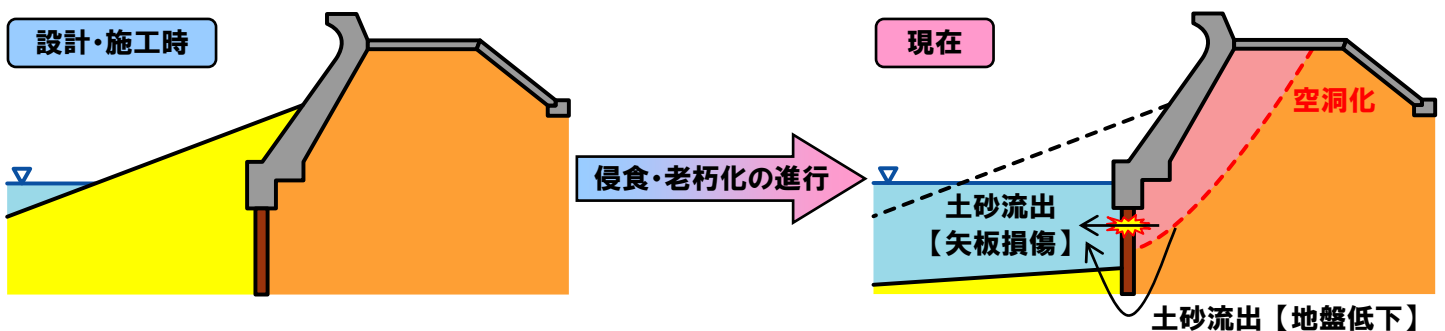 設計・施工時
現在
空洞化
侵食・老朽化の進行
土砂流出
【矢板損傷】
土砂流出【地盤低下】